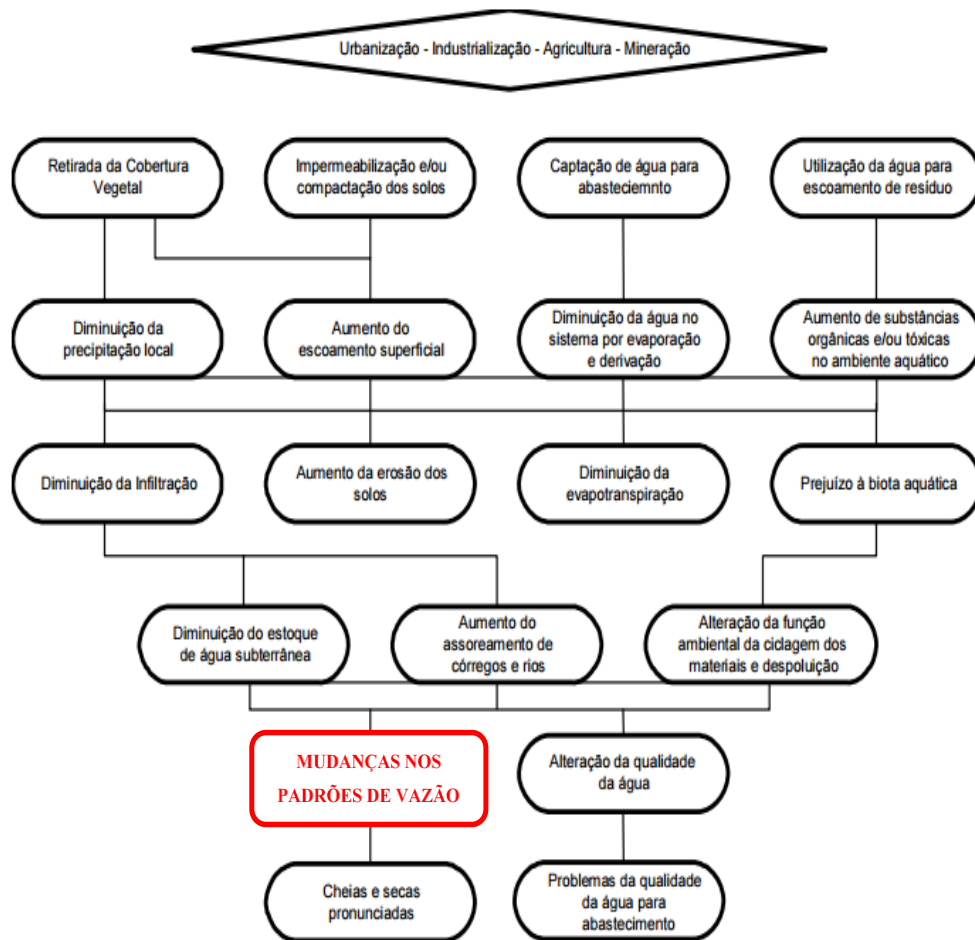 Urbanização - Industrialização - Agricultura - Mineração
Retirada da Cobertura
Vegetal
Impermeabilização e/ou
compactação dos solos
Captação de água para
abasteciemnto
Utilização da água para
escoamento de resíduo
Diminuição da
precipitação local
Aumento do
escoamento superficial
Diminuição da água no
sistema por evaporação
e derivação
Aumento de substâncias
orgânicas e/ou tóxicas
no ambiente aquático
Diminuição da Infiltração
Aumento da erosão dos
solos
Diminuição da
evapotranspiração
Prejuízo à biota aquática
Diminuição do estoque
de água subterrânea
Aumento do
assoreamento de
córregos e rios
Alteração da função
ambiental da ciclagem dos
materiais e despoluição
MUDANÇAS NOS
PADRÕES DE VAZÃO
Alteração da qualidade
da água
Cheias e secas
pronunciadas
Problemas da qualidade
da água para
abastecimento